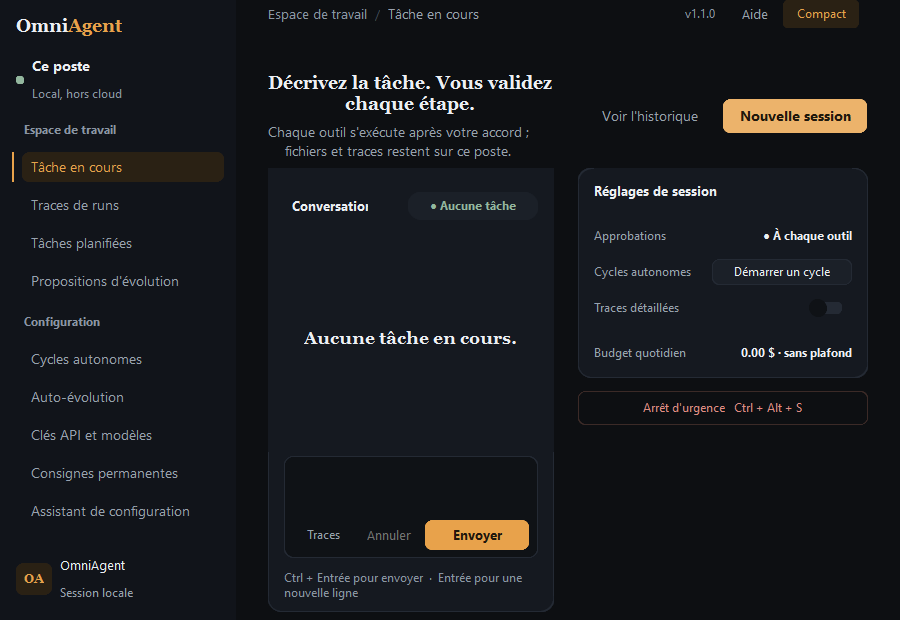 OmniAgent
Ce poste
Local, hors cloud
Espace de travail
Tâche en cours
Traces de runs
Tâches planifiées
Propositions d'évolution
Configuration
Cycles autonomes
Auto-évolution
Clés API et modèles
Consignes permanentes
Assistant de configuration
OA
OmniAgent
Session locale
Espace de travail / Tâche en cours
v1.1.0 Aide Compact
Décrivez la tâche. Vous validez
chaque étape.
Chaque outil s'exécute après votre accord ;
fichiers et traces restent sur ce poste.
Voir l'historique Nouvelle session
Conversation ● Aucune tâche
Aucune tâche en cours.
Traces Annuler Envoyer
Ctrl + Entrée pour envoyer · Entrée pour une
nouvelle ligne
Réglages de session
Approbations ● À chaque outil
Cycles autonomes Démarrer un cycle
Traces détaillées
Budget quotidien 0.00 $ · sans plafond
Arrêt d'urgence Ctrl + Alt + S